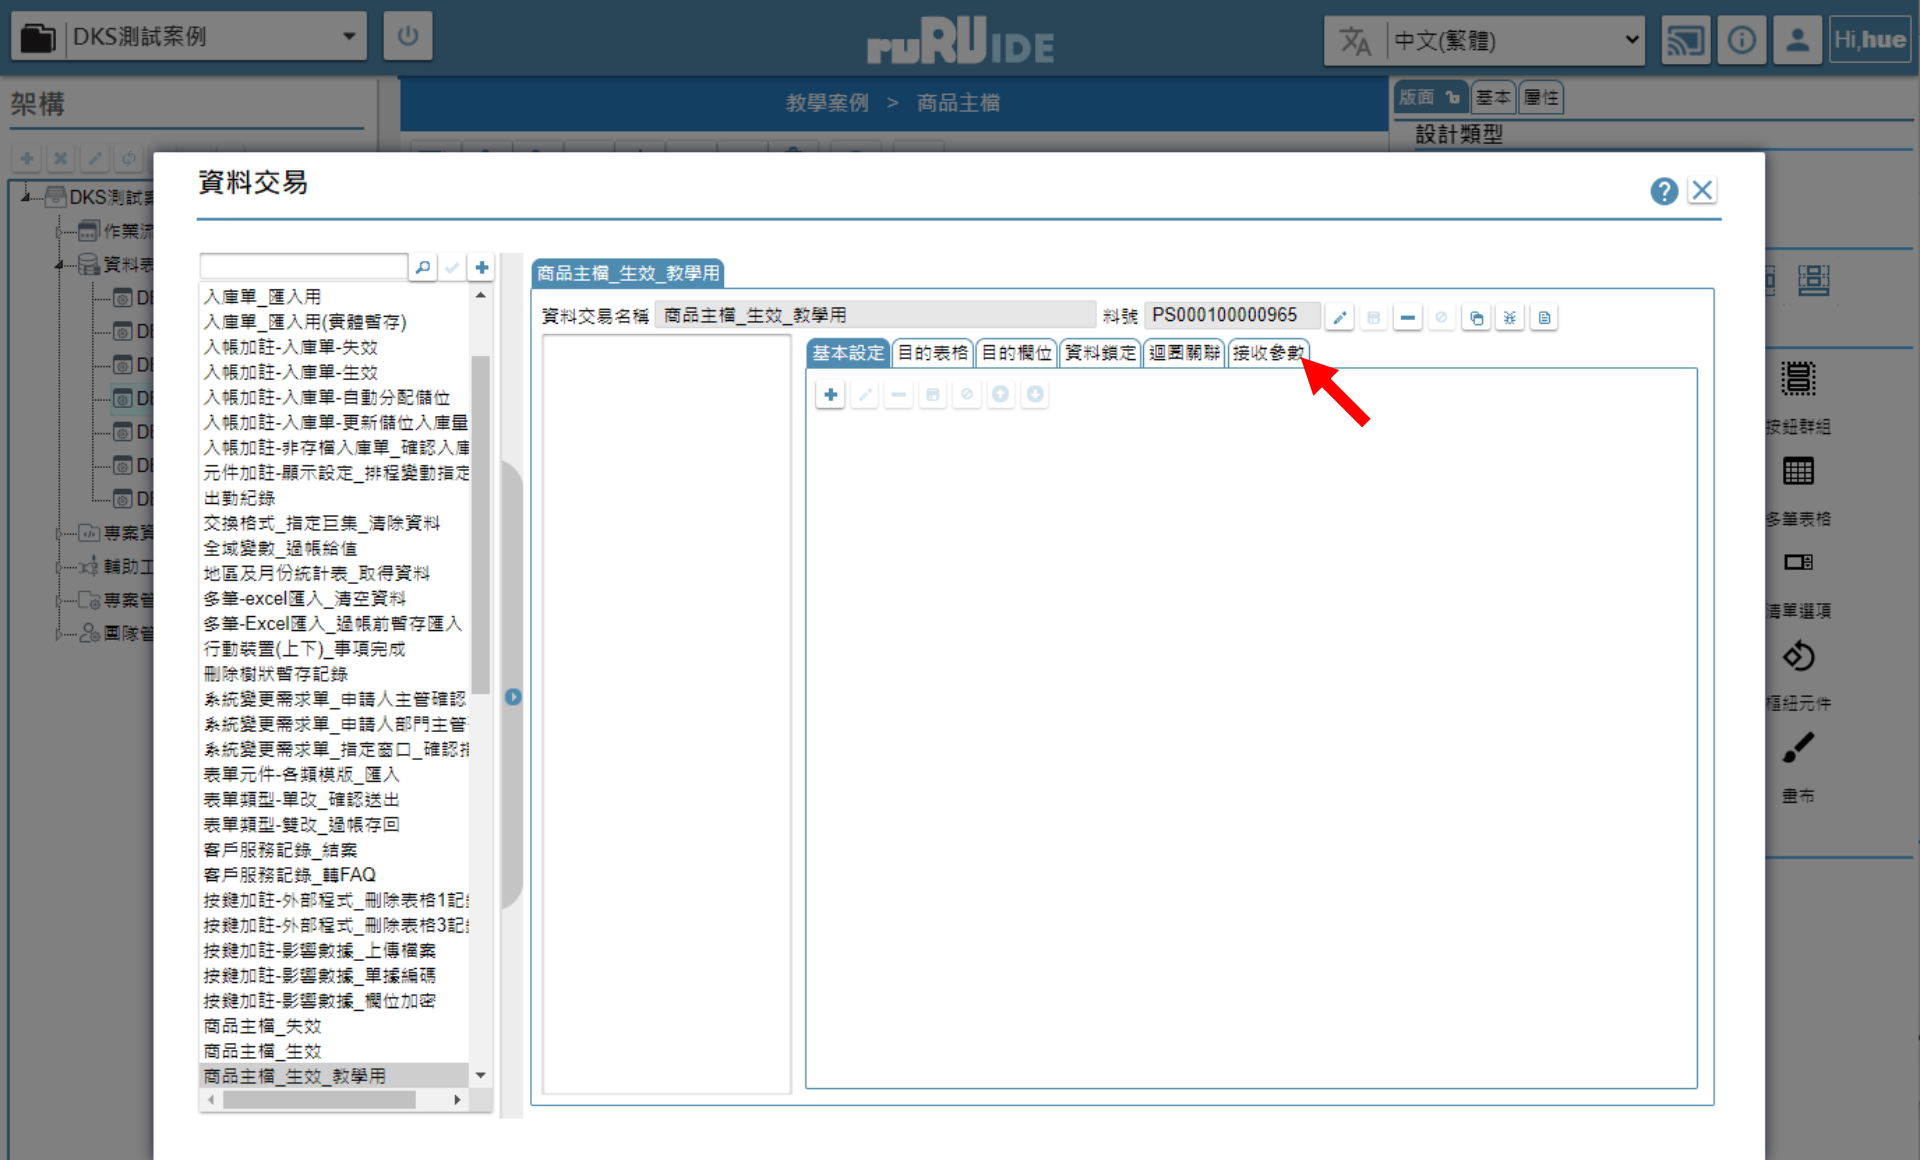 DKS測試案例
ruRU IDE
中文(繁體)
Hi,hue
架構
教學案例 > 商品主檔
版面
基本
屬性
設計類型
DKS測試
作業流
資料表
專案資
輔助工
專案管
團隊管
資料交易
入庫單_匯入用
入庫單_匯入用(實體暫存)
入帳加註-入庫單-失效
入帳加註-入庫單-生效
入帳加註-入庫單-自動分配儲位
入帳加註-入庫單-更新儲位入庫量
入帳加註-非存檔入庫單_確認入庫
元件加註-顯示設定_排程變動指定
出勤紀錄
交換格式_指定巨集_清除資料
全域變數_過帳給值
地區及月份統計表_取得資料
多筆-excel匯入_清空資料
多筆-Excel匯入_過帳前暫存匯入
行動裝置(上下)_事項完成
刪除樹狀暫存記錄
系統變更需求單_申請人主管確認
系統變更需求單_申請人部門主管
系統變更需求單_指定窗口_確認指
表單元件-各類模版_匯入
表單類型-單改_確認送出
表單類型-雙改_過帳存回
客戶服務記錄_結案
客戶服務記錄_轉FAQ
按鍵加註-外部程式_刪除表格1記
按鍵加註-外部程式_刪除表格3記
按鍵加註-影響數據_上傳檔案
按鍵加註-影響數據_單據編碼
按鍵加註-影響數據_欄位加密
商品主檔_失效
商品主檔_生效
商品主檔_生效_教學用
商品主檔_生效_教學用
資料交易名稱 商品主檔_生效_教學用 料號 PS000100000965
基本設定 目的表格 目的欄位 資料鎖定 迴圈關聯 接收參數
按鈕群組
多筆表格
清單選項
樞紐元件
畫布